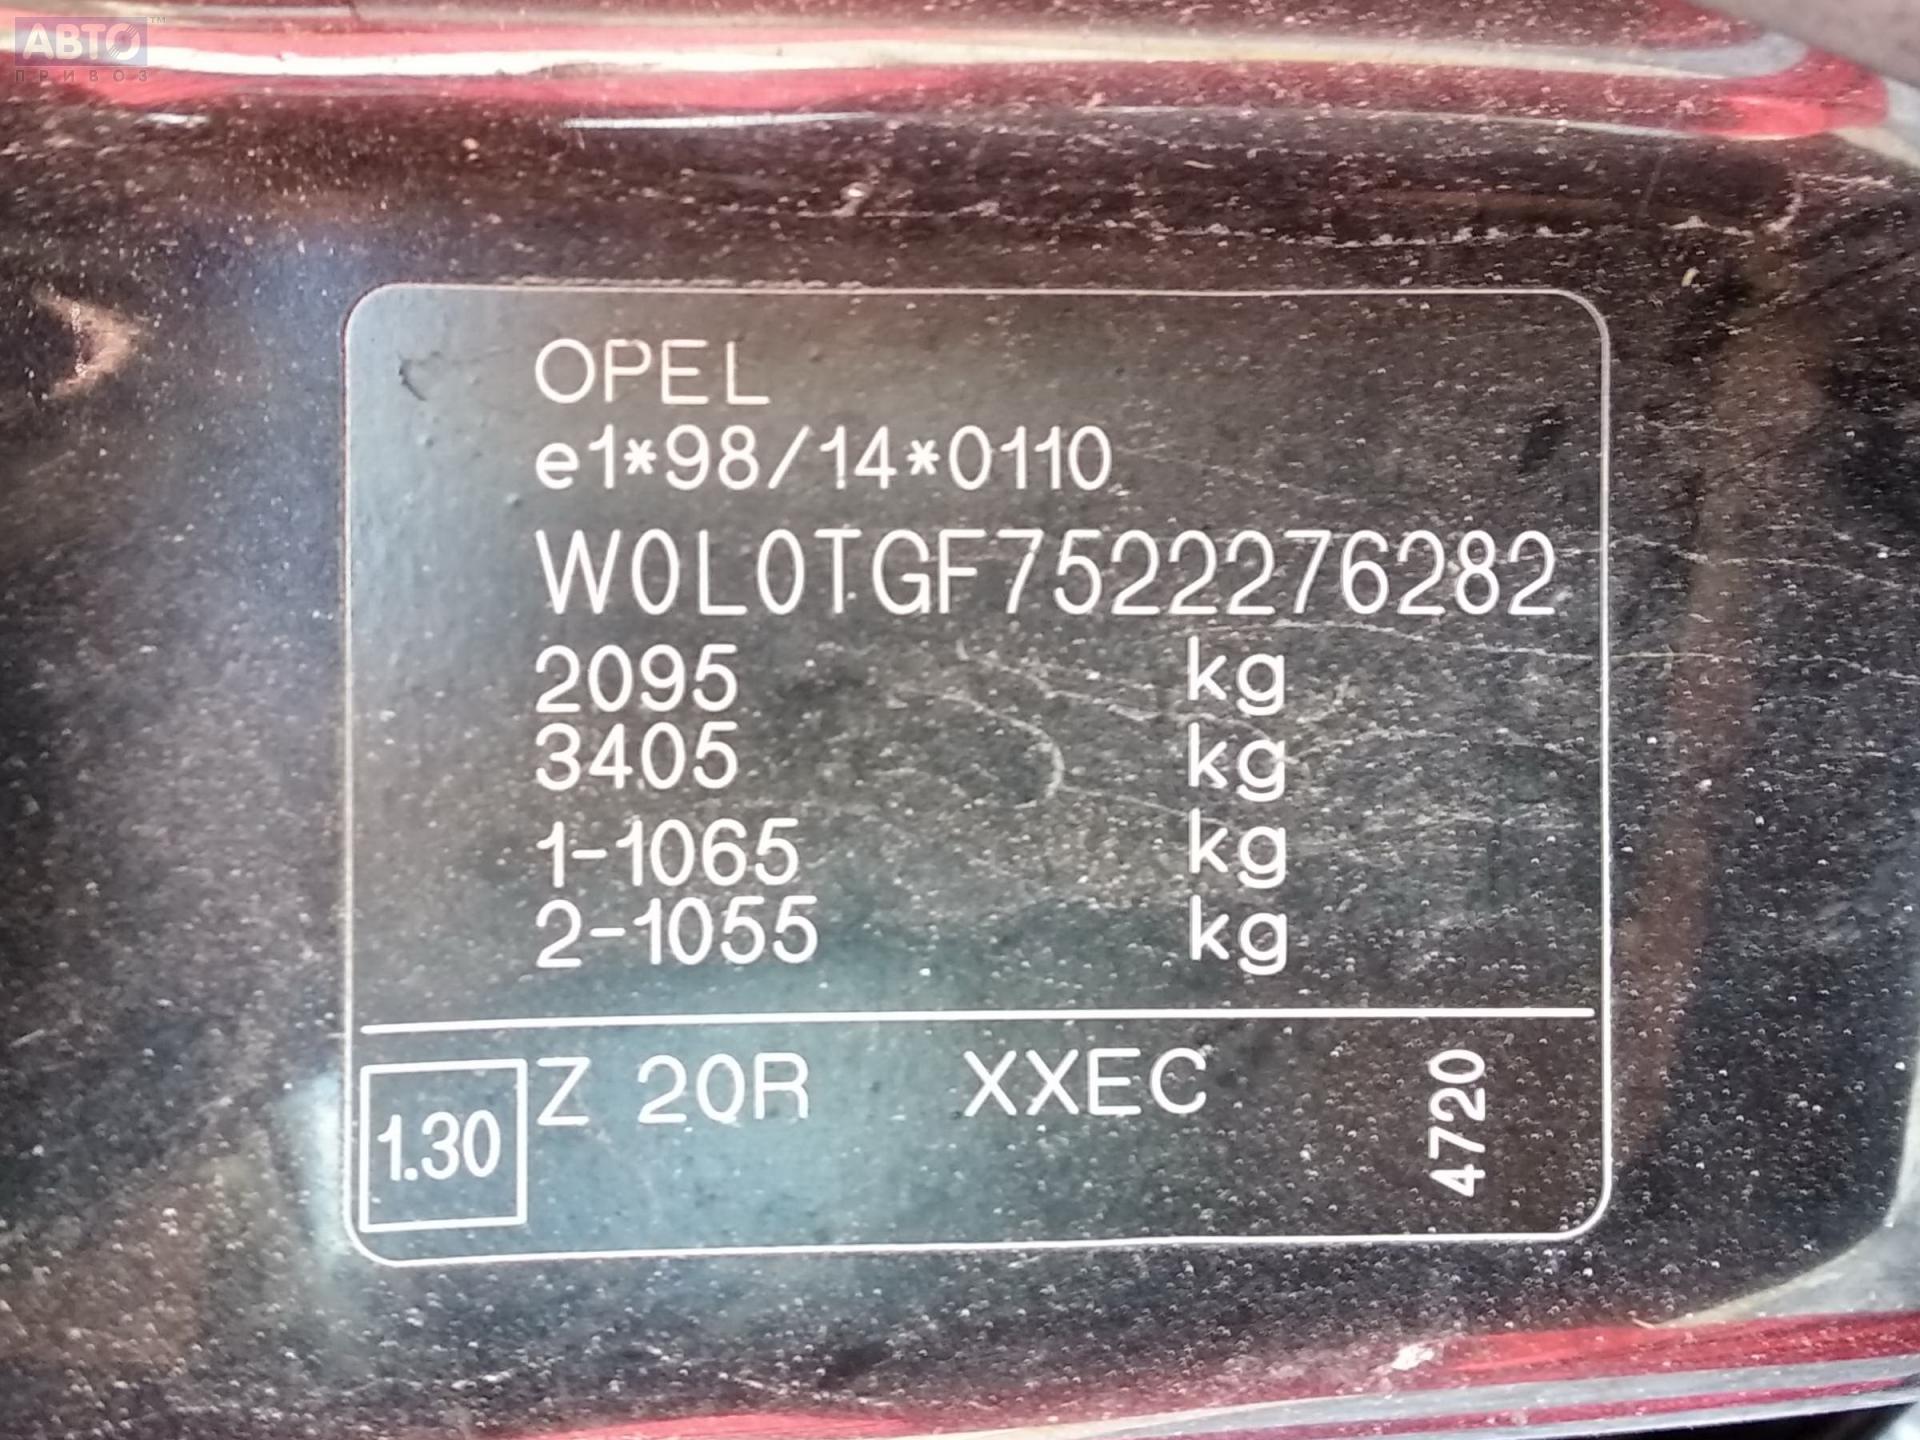 АВТО™
ПРИВОЗ
OPEL
e1*98/14*0110
W0L0TGF7522276282
2095 kg
3405 kg
1-1065 kg
2-1055 kg
1.30 Z 20R XXEC 4720